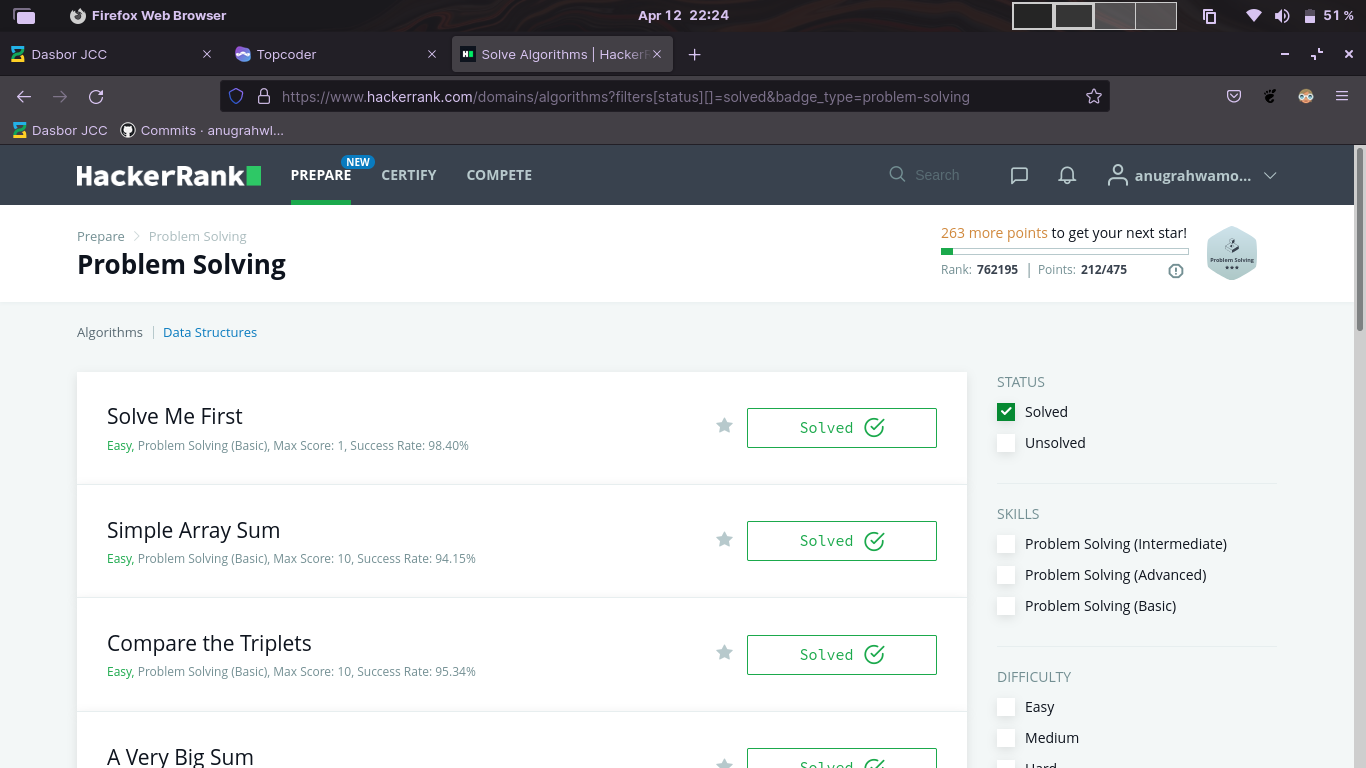 Firefox Web Browser
Apr 12 22:24
51 %
Dasbor JCC
Topcoder
Solve Algorithms | Hacker
https://www.hackerrank.com/domains/algorithms?filters[status][]=solved&badge_type=problem-solving
Dasbor JCC
Commits · anugrahwl...
HackerRank
PREPARE
NEW
CERTIFY
COMPETE
Search
anugrahwamo...
Prepare
Problem Solving
Problem Solving
263 more points to get your next star!
Rank: 762195 | Points: 212/475
Problem Solving
Algorithms
Data Structures
Solve Me First
Easy, Problem Solving (Basic), Max Score: 1, Success Rate: 98.40%
Solved
Simple Array Sum
Easy, Problem Solving (Basic), Max Score: 10, Success Rate: 94.15%
Solved
Compare the Triplets
Easy, Problem Solving (Basic), Max Score: 10, Success Rate: 95.34%
Solved
A Very Big Sum
Solved
STATUS
Solved
Unsolved
SKILLS
Problem Solving (Intermediate)
Problem Solving (Advanced)
Problem Solving (Basic)
DIFFICULTY
Easy
Medium
Hard